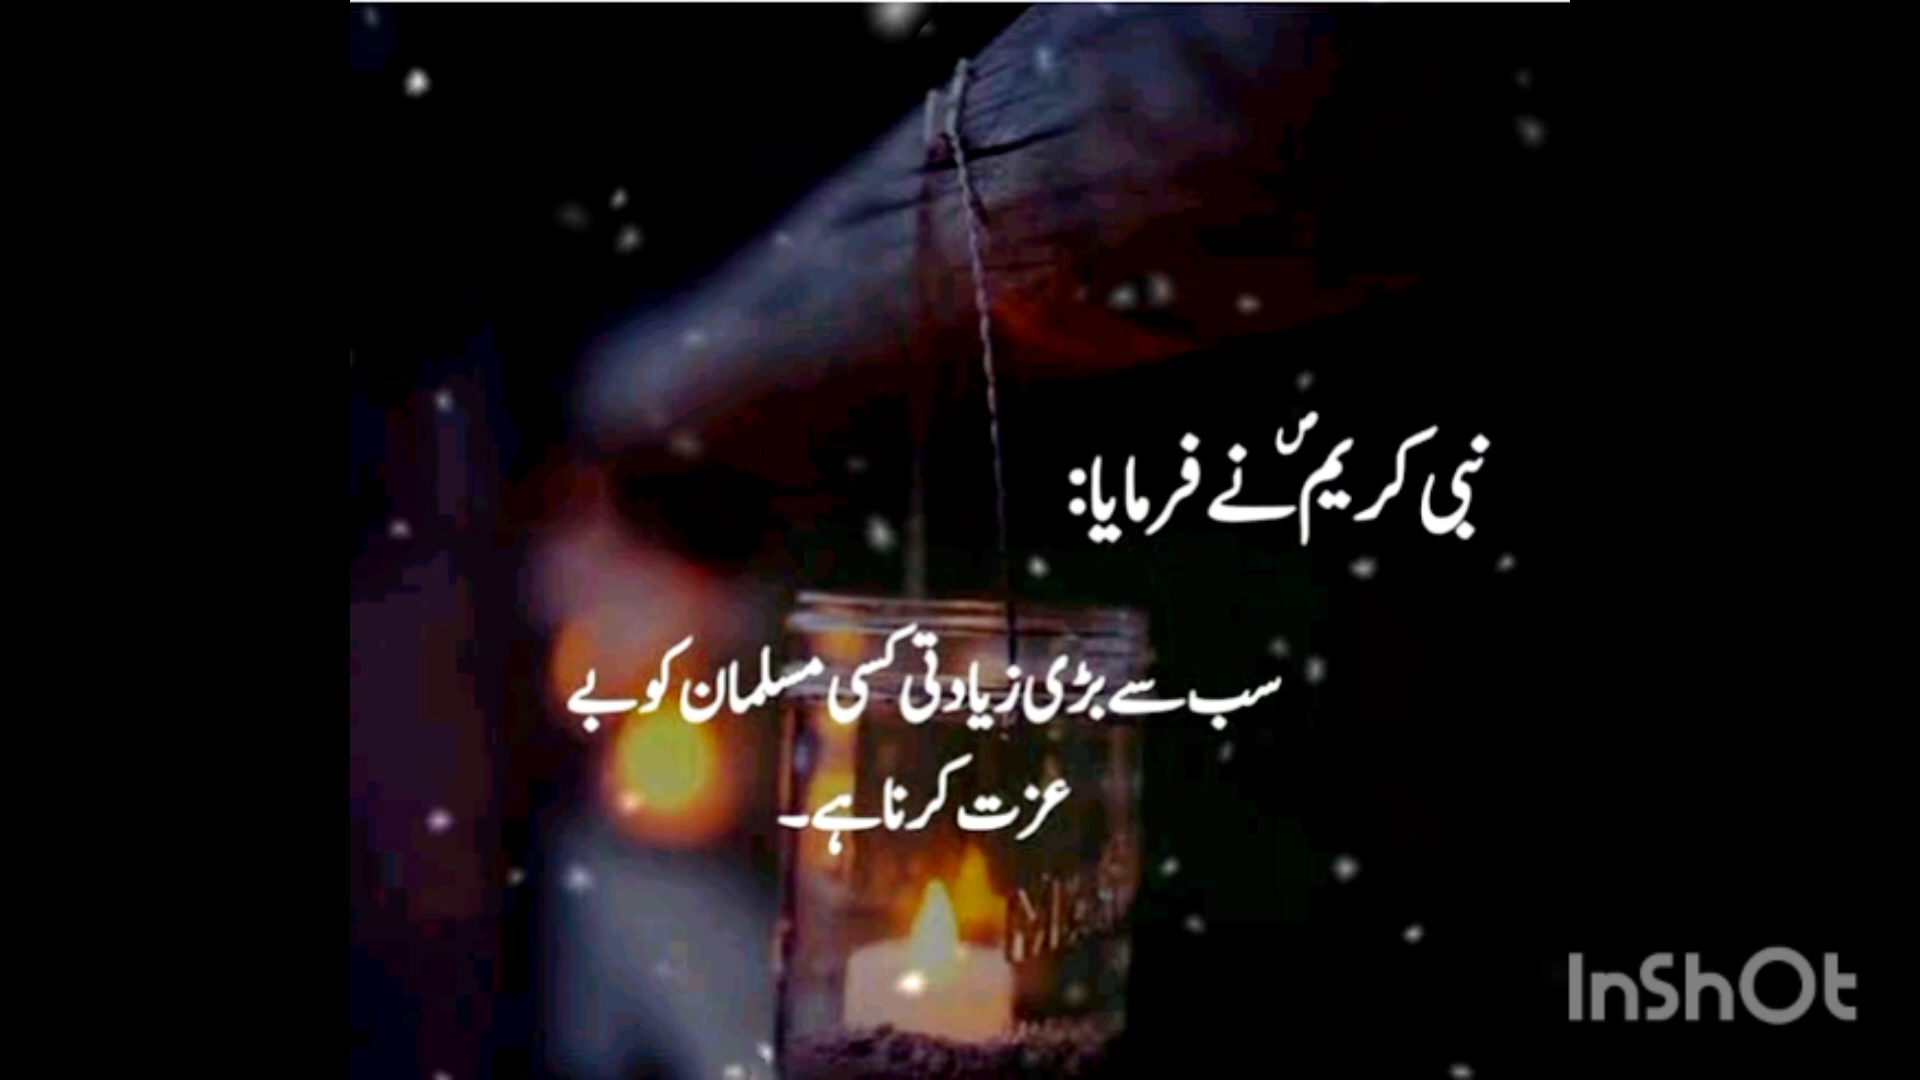 نبی کریمؐ نے فرمایا:
سب سے بڑی زیادتی کسی مسلمان کو بے
عزت کرنا ہے۔
InShOt